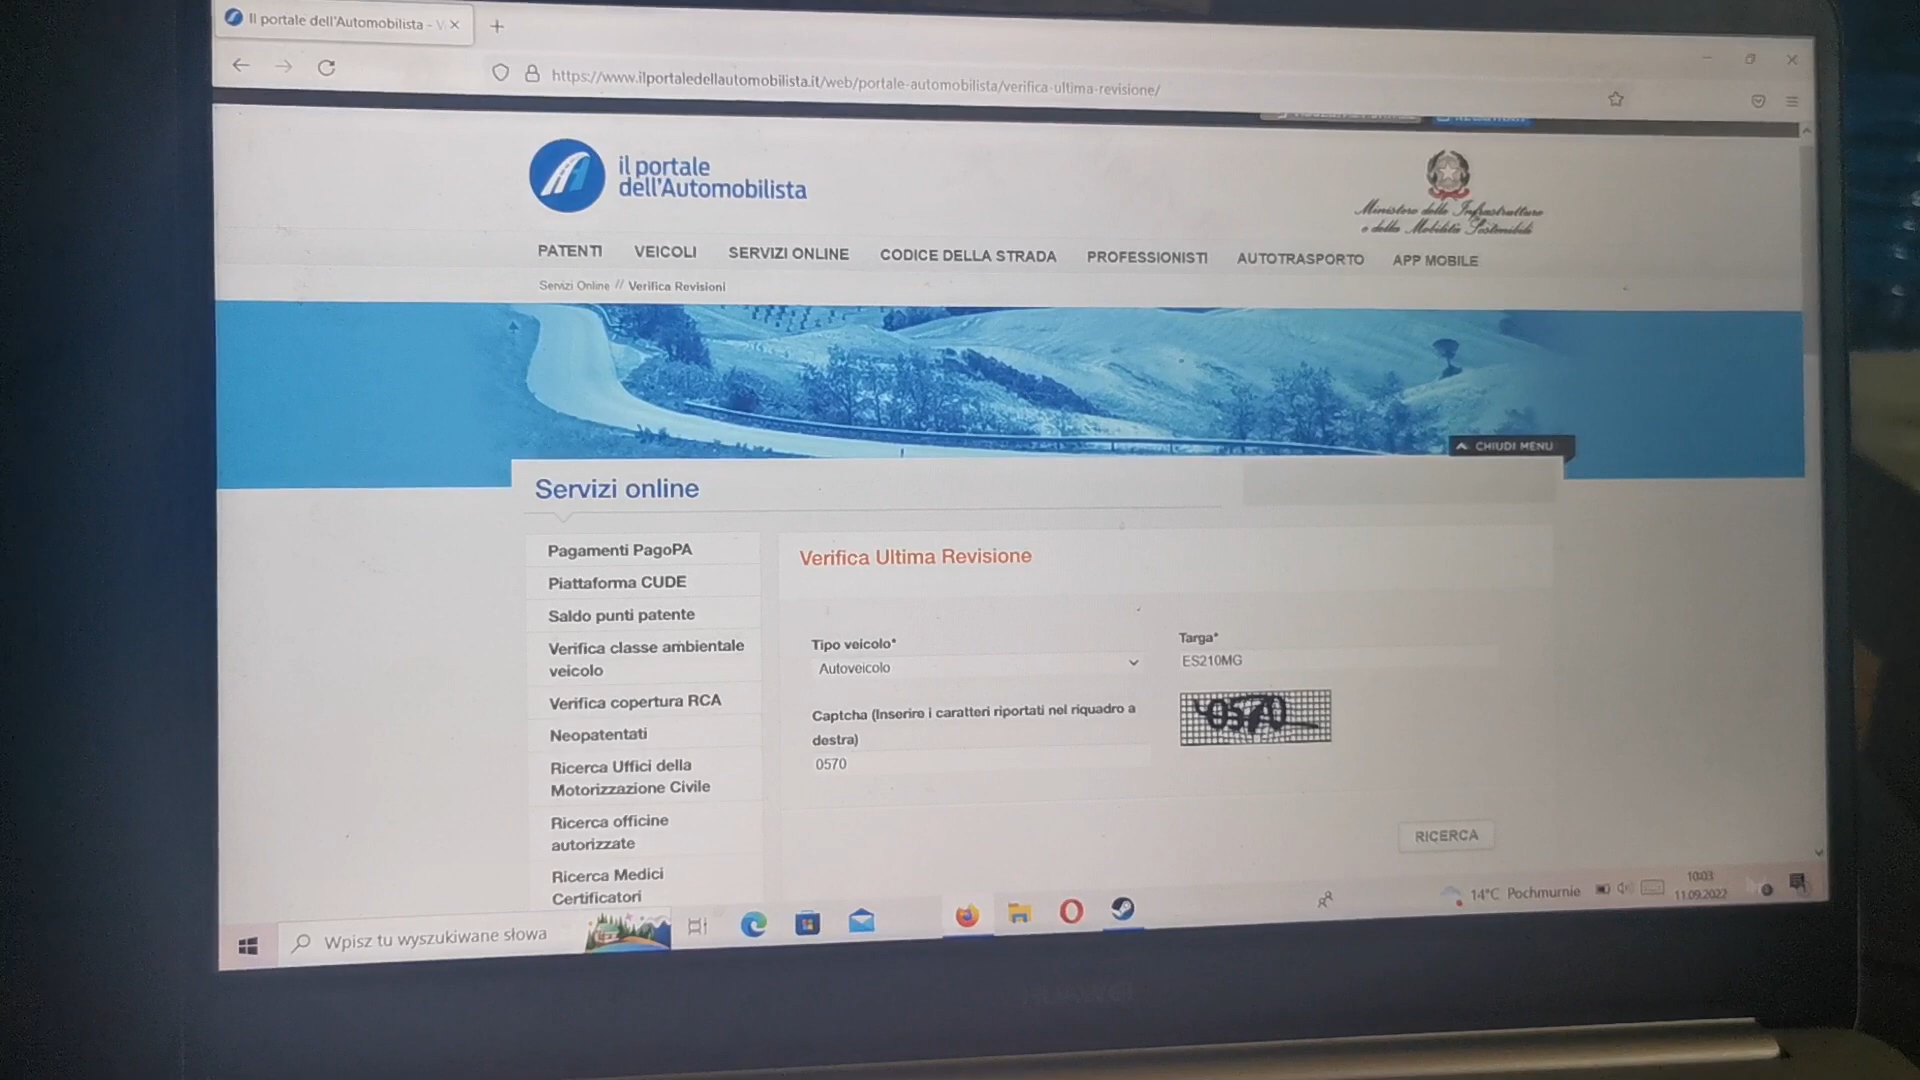 Il portale dell'Automobilista - V
https://www.ilportaledellautomobilista.it/web/portale-automobilista/verifica-ultima-revisione/
il portale
dell'Automobilista
Ministero delle Infrastrutture
e della Mobilità Sostenibili
PATENTI VEICOLI SERVIZI ONLINE CODICE DELLA STRADA PROFESSIONISTI AUTOTRASPORTO APP MOBILE
Servizi Online // Verifica Revisioni
CHIUDI MENU
Servizi online
Pagamenti PagoPA
Piattaforma CUDE
Saldo punti patente
Verifica classe ambientale
veicolo
Verifica copertura RCA
Neopatentati
Ricerca Uffici della
Motorizzazione Civile
Ricerca officine
autorizzate
Ricerca Medici
Certificatori
Verifica Ultima Revisione
Tipo veicolo*
Autoveicolo
Targa*
ES210MG
Captcha (Inserire i caratteri riportati nel riquadro a
destra)
0570
0570
RICERCA
Wpisz tu wyszukiwane słowa
14°C Pochmurnie
10:03
11.09.2022